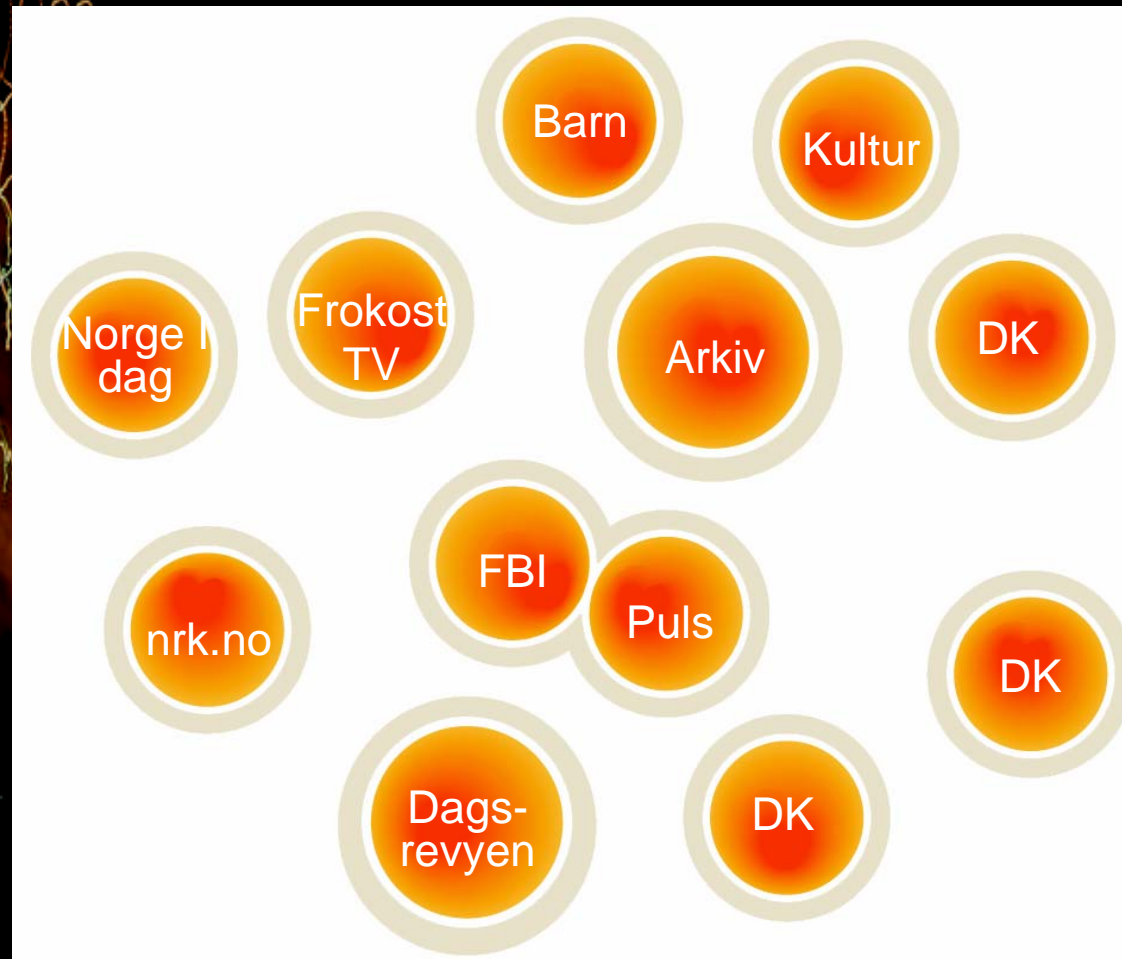 Barn
Kultur
Norge I
dag
Frokost
TV
Arkiv
DK
FBI
Puls
nrk.no
DK
Dags-
revyen
DK